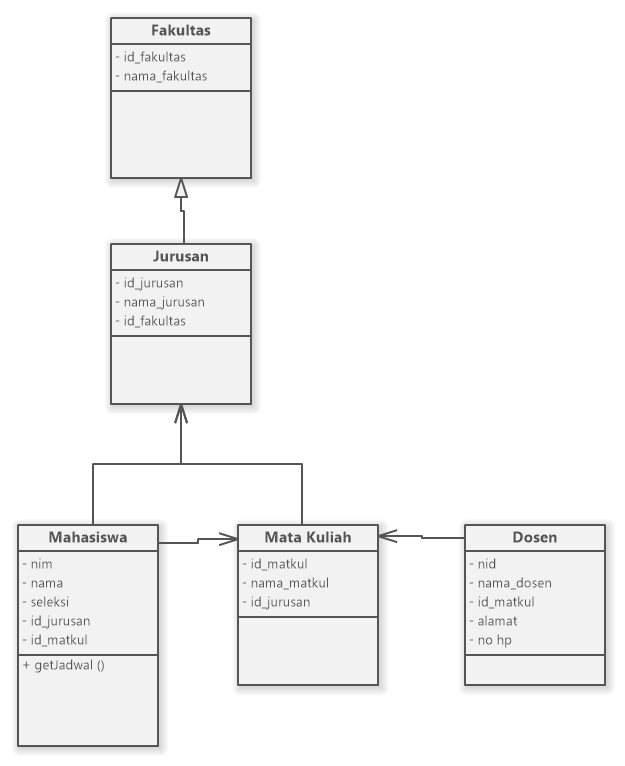 Fakultas
- id_fakultas
- nama_fakultas
Jurusan
- id_jurusan
- nama_jurusan
- id_fakultas
Mahasiswa
- nim
- nama
- seleksi
- id_jurusan
- id_matkul
+ getJadwal ()
Mata Kuliah
- id_matkul
- nama_matkul
- id_jurusan
Dosen
- nid
- nama_dosen
- id_matkul
- alamat
- no hp